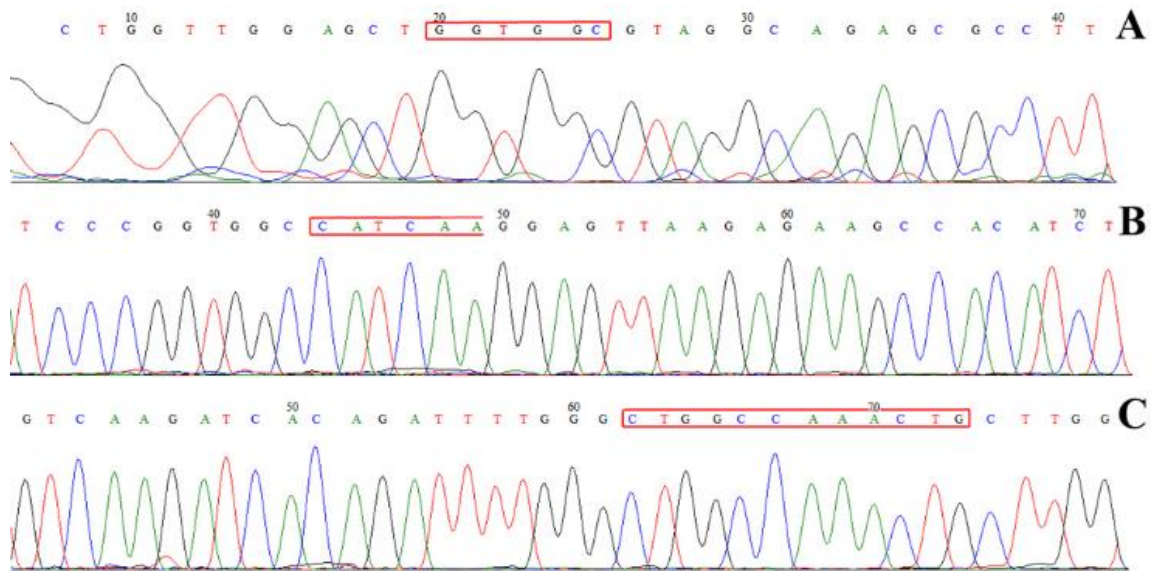 10 20 30 40
C T G G T T G G A G C T G G T G G C G T A G G C A G A G C G C C T T A
40 50 60 70
T C C C G G T G G C C A T C A A G G A G T T A A G A G A A G C C A C A T C T B
50 60 70
G T C A A G A T C A C A G A T T T T G G G C T G G C C A A A C T G C T T G G C